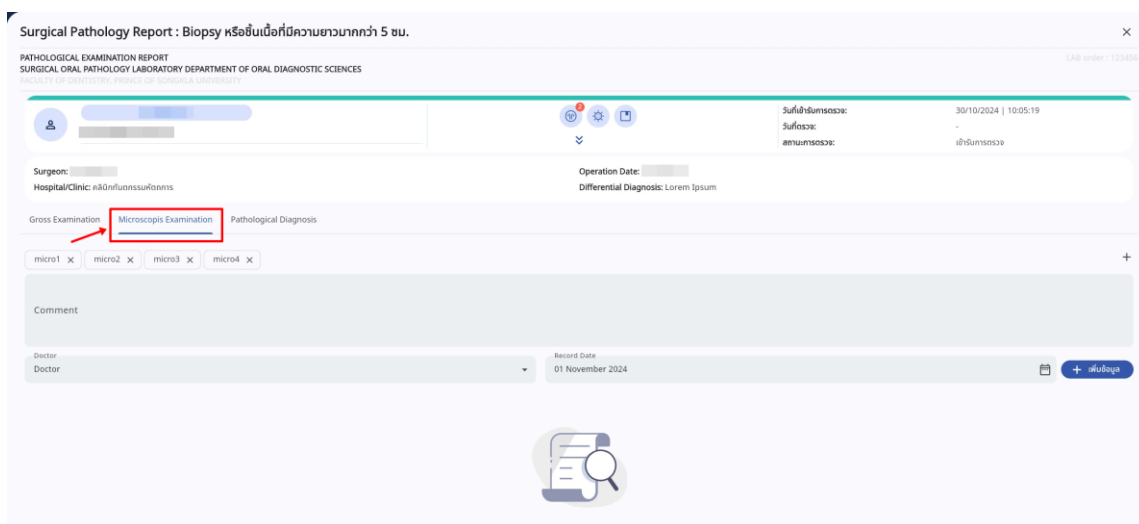 Surgical Pathology Report : Biopsy หรือชิ้นเนื้อที่มีความยาวมากกว่า 5 ซม.
PATHOLOGICAL EXAMINATION REPORT
LAB order : 123456
SURGICAL ORAL PATHOLOGY LABORATORY DEPARTMENT OF ORAL DIAGNOSTIC SCIENCES
FACULTY OF DENTISTRY, PRINCE OF SONGKLA UNIVERSITY
2
วันที่เข้ารับการตรวจ: 30/10/2024 | 10:05:19
วันที่ตรวจ: -
สถานะการตรวจ: เข้ารับการตรวจ
Surgeon:
Operation Date:
Hospital/Clinic: คลินิกทันตกรรมหัตถการ
Differential Diagnosis: Lorem Ipsum
Gross Examination Microscopis Examination Pathological Diagnosis
micro1 × micro2 × micro3 × micro4 ×
Comment
Doctor
Doctor
Record Date
01 November 2024
+ เพิ่มข้อมูล